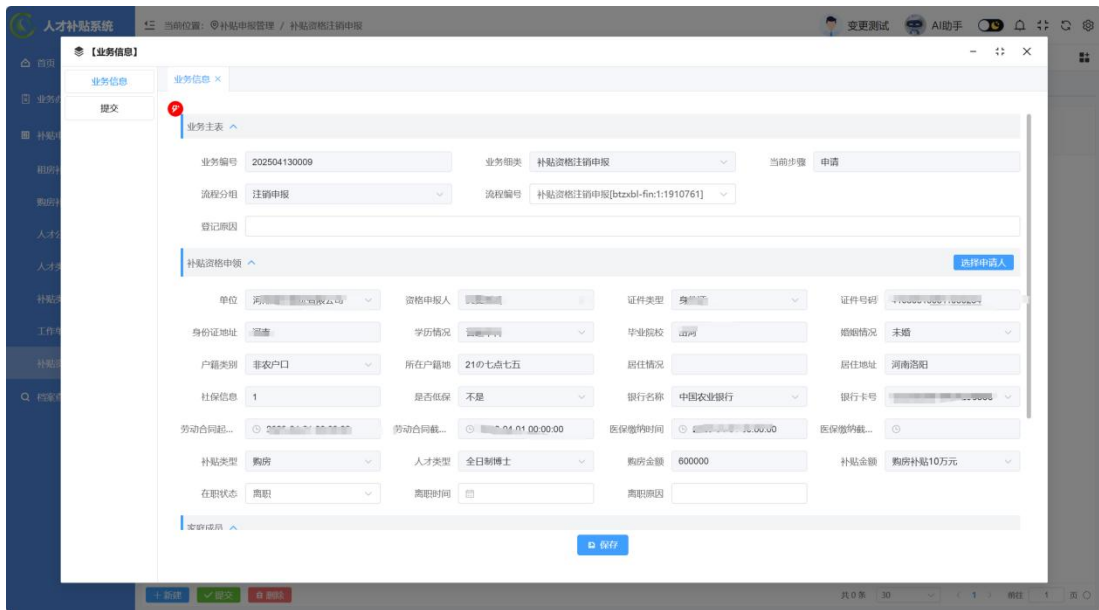 人才补贴系统 当前位置: 补贴申报管理 / 补贴资格注销申报 变更测试 AI助手
首页
【业务信息】
业务信息
提交
业务信息 ×
业务主表
业务编号 202504130009 业务细类 补贴资格注销申报 当前步骤 申请
流程分组 注销申报 流程编号 补贴资格注销申报[btzxbl-fin:1:1910761]
登记原因
补贴资格申领 选择申请人
单位 资格申报人 证件类型 证件号码
身份证地址 学历情况 毕业院校 婚姻情况 未婚
户籍类别 非农户口 所在户籍地 21の七点七五 居住情况 居住地址 河南洛阳
社保信息 1 是否低保 不是 银行名称 中国农业银行 银行卡号
劳动合同起... 劳动合同截... 04-01 00:00:00 医保缴纳时间 医保缴纳截...
补贴类型 购房 人才类型 全日制博士 购房金额 600000 补贴金额 购房补贴10万元
在职状态 离职 离职时间 离职原因
家庭成员
保存
+ 新建 提交 删除 共 0 条 30 1 前往 1 页